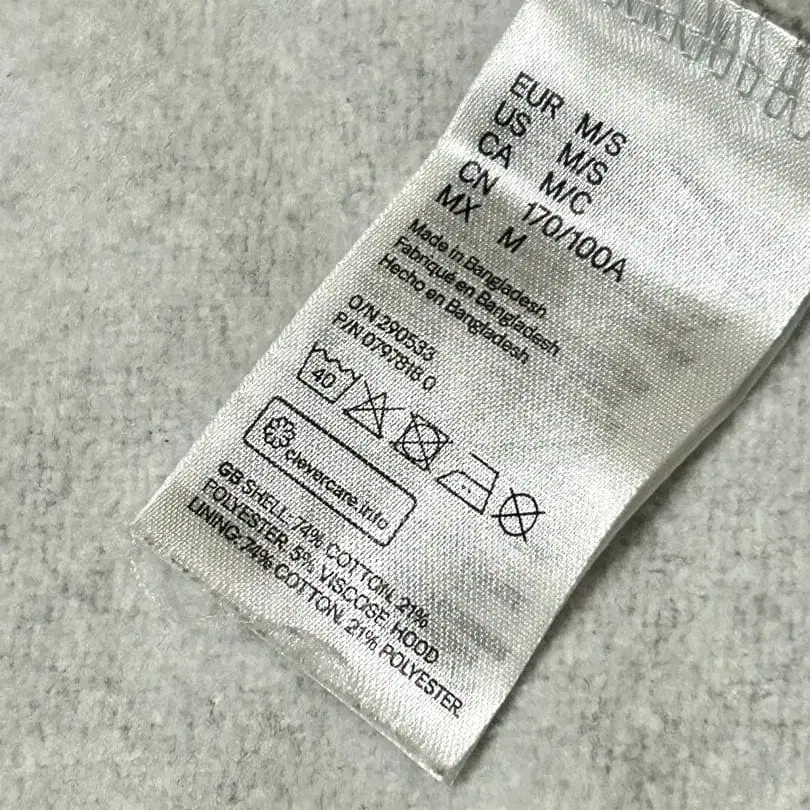 EUR M/S
US M/S
CA M/C
CN 170/100A
MX M
Made in Bangladesh
Fabriqué en Bangladesh
Hecho en Bangladesh
O/N 290533
P/N 0797816 0
40
clevercare.info
GB SHELL: 74% COTTON, 21%
POLYESTER, 5% VISCOSE HOOD
LINING: 74% COTTON, 21% POLYESTER,